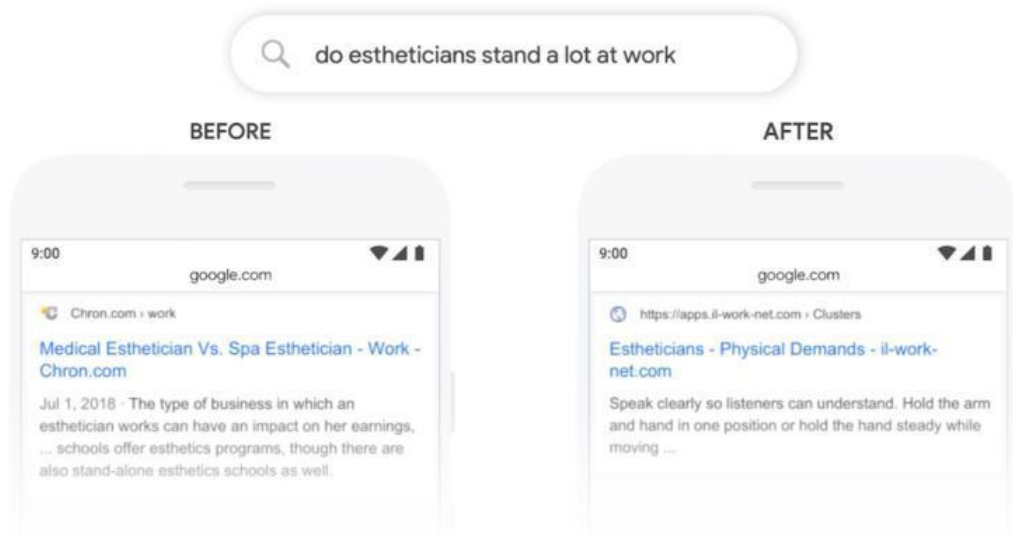 do estheticians stand a lot at work
BEFORE
9:00
google.com
Chron.com › work
Medical Esthetician Vs. Spa Esthetician - Work -
Chron.com
Jul 1, 2018 · The type of business in which an
esthetician works can have an impact on her earnings,
... schools offer esthetics programs, though there are
also stand-alone esthetics schools as well.
AFTER
9:00
google.com
https://apps.il-work-net.com › Clusters
Estheticians - Physical Demands - il-work-
net.com
Speak clearly so listeners can understand. Hold the arm
and hand in one position or hold the hand steady while
moving ...